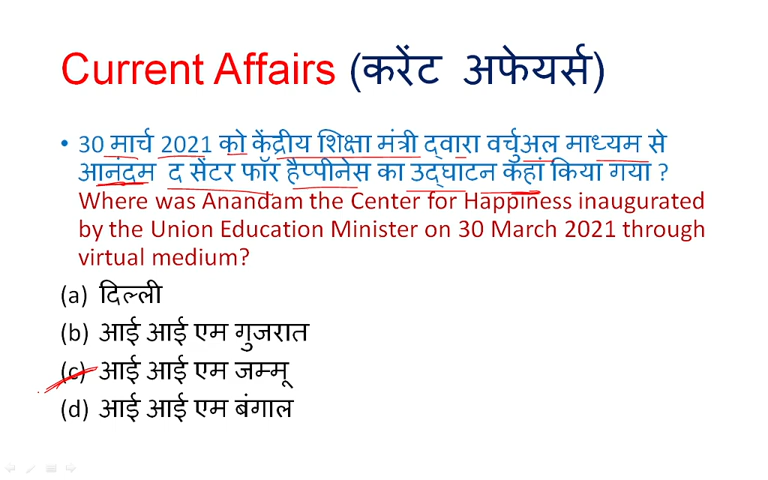 Current Affairs (करेंट अफेयर्स)
• 30 मार्च 2021 को केंद्रीय शिक्षा मंत्री द्वारा वर्चुअल माध्यम से
आनंदम द सेंटर फॉर हैप्पीनेस का उद्घाटन कहां किया गया ?
Where was Anandam the Center for Happiness inaugurated
by the Union Education Minister on 30 March 2021 through
virtual medium?
(a) दिल्ली
(b) आई आई एम गुजरात
(c) आई आई एम जम्मू
(d) आई आई एम बंगाल